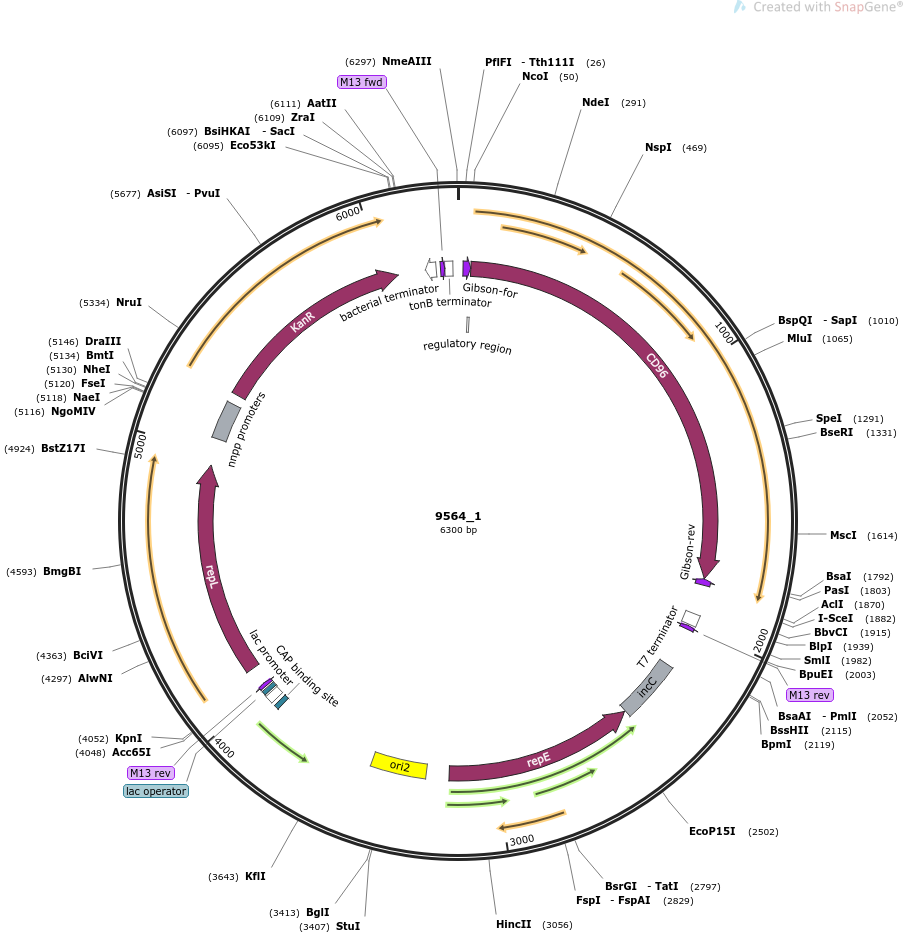 Created with SnapGene®
(6297) NmeAIII
M13 fwd
(6111) AatII
(6109) ZraI
(6097) BsiHKAI - SacI
(6095) Eco53kI
(5677) AsiSI - PvuI
(5334) NruI
(5146) DraIII
(5134) BmtI
(5130) NheI
(5120) FseI
(5118) NaeI
(5116) NgoMIV
(4924) BstZ17I
(4593) BmgBI
(4363) BciVI
(4297) AlwNI
(4052) KpnI
(4048) Acc65I
M13 rev
lac operator
(3643) KflI
(3413) BglI
(3407) StuI
PflFI - Tth111I (26)
NcoI (50)
NdeI (291)
NspI (469)
BspQI - SapI (1010)
MluI (1065)
SpeI (1291)
BseRI (1331)
MscI (1614)
BsaI (1792)
PasI (1803)
AclI (1870)
I-SceI (1882)
BbvCI (1915)
BlpI (1939)
SmlI (1982)
BpuEI (2003)
M13 rev
BsaAI - PmlI (2052)
BssHII (2115)
BpmI (2119)
EcoP15I (2502)
BsrGI - TatI (2797)
FspI - FspAI (2829)
HincII (3056)
1000
2000
3000
4000
5000
6000
Gibson-for
tonB terminator
bacterial terminator
regulatory region
KanR
CD96
nnpp promoters
Gibson-rev
T7 terminator
incC
repE
ori2
CAP binding site
lac promoter
repL
9564_1
6300 bp